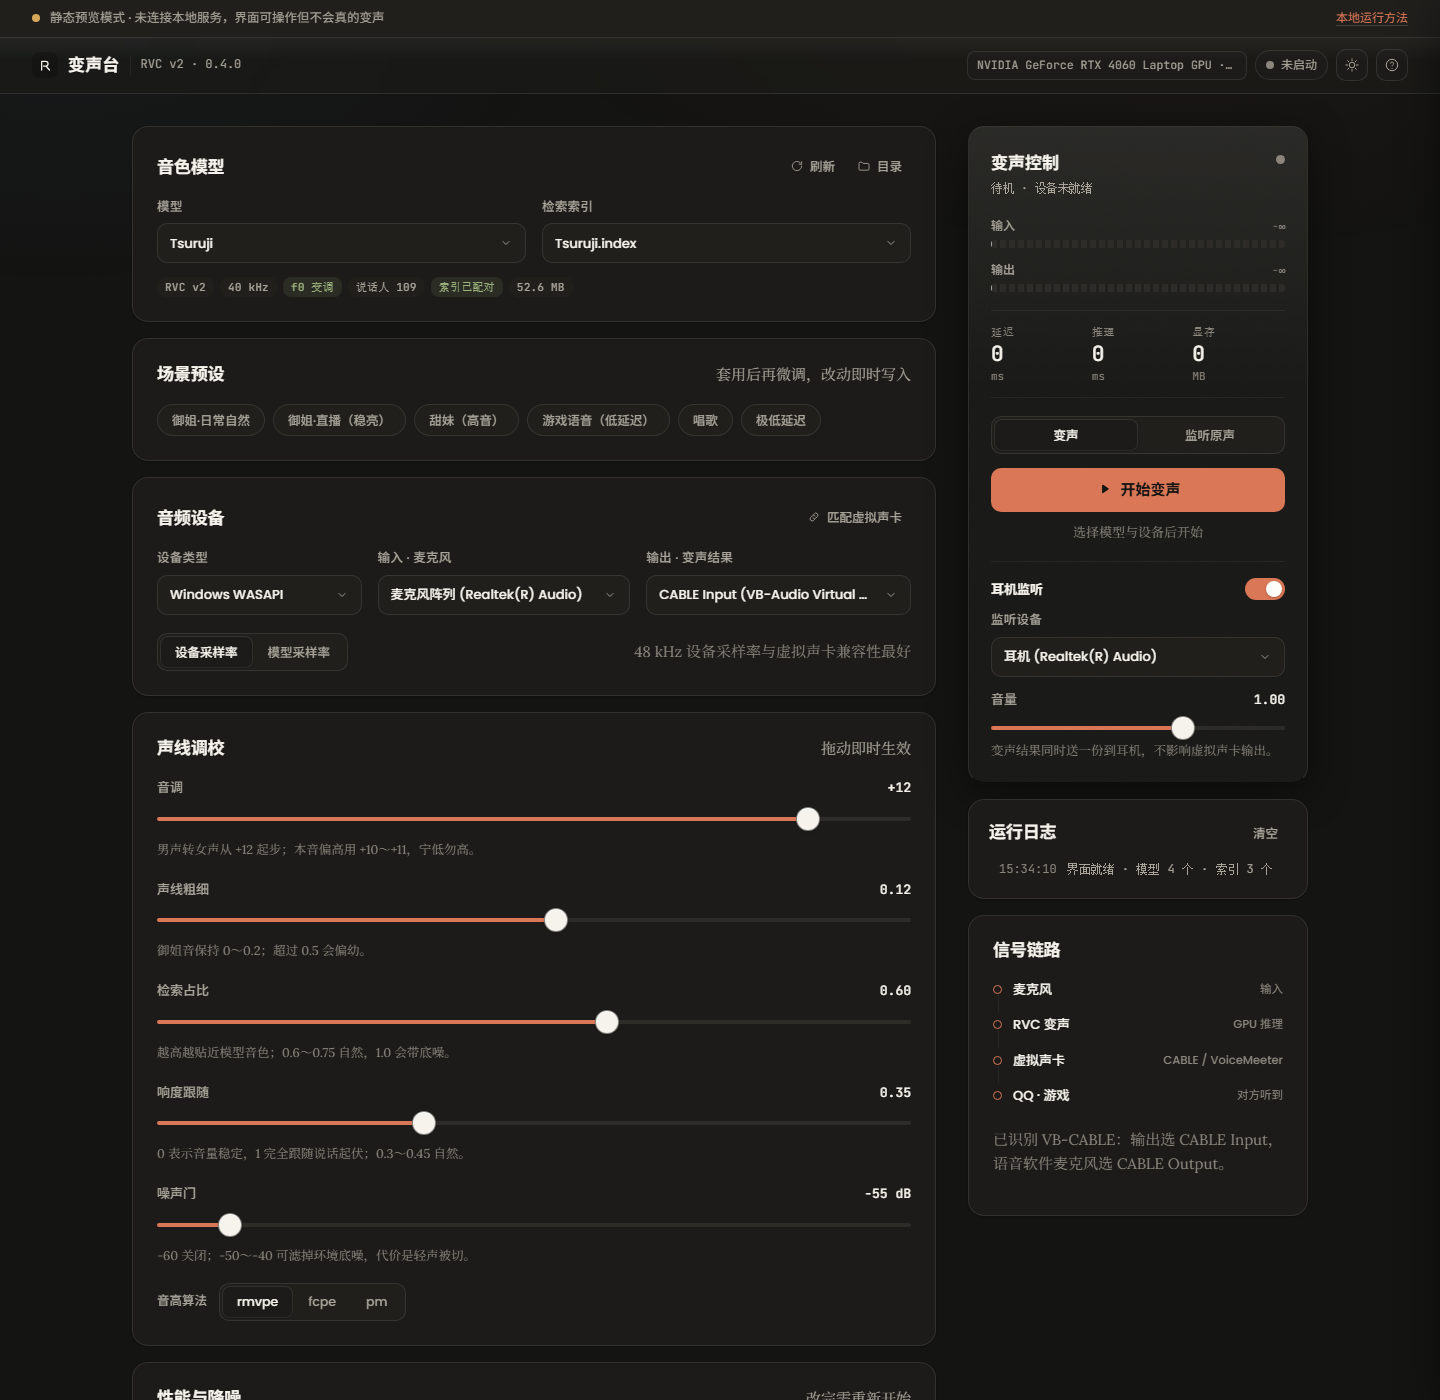 静态预览模式 · 未连接本地服务，界面可操作但不会真的变声
本地运行方法
R
变声台
RVC v2 · 0.4.0
NVIDIA GeForce RTX 4060 Laptop GPU ·…
未启动
音色模型
刷新
目录
模型
检索索引
Tsuruji
Tsuruji.index
RVC v2
40 kHz
f0 变调
说话人 109
索引已配对
52.6 MB
场景预设
套用后再微调，改动即时写入
御姐·日常自然
御姐·直播（稳亮）
甜妹（高音）
游戏语音（低延迟）
唱歌
极低延迟
音频设备
匹配虚拟声卡
设备类型
输入 · 麦克风
输出 · 变声结果
Windows WASAPI
麦克风阵列 (Realtek(R) Audio)
CABLE Input (VB-Audio Virtual …
设备采样率
模型采样率
48 kHz 设备采样率与虚拟声卡兼容性最好
声线调校
拖动即时生效
音调
+12
男声转女声从 +12 起步；本音偏高用 +10～+11，宁低勿高。
声线粗细
0.12
御姐音保持 0～0.2；超过 0.5 会偏幼。
检索占比
0.60
越高越贴近模型音色；0.6～0.75 自然，1.0 会带底噪。
响度跟随
0.35
0 表示音量稳定，1 完全跟随说话起伏；0.3～0.45 自然。
噪声门
-55 dB
-60 关闭；-50～-40 可滤掉环境底噪，代价是轻声被切。
音高算法
rmvpe
fcpe
pm
性能与降噪
改完需重新开始
变声控制
待机 · 设备未就绪
输入
-∞
输出
-∞
延迟
推理
显存
0
0
0
ms
ms
MB
变声
监听原声
开始变声
选择模型与设备后开始
耳机监听
监听设备
耳机 (Realtek(R) Audio)
音量
1.00
变声结果同时送一份到耳机，不影响虚拟声卡输出。
运行日志
清空
15:34:10 界面就绪 · 模型 4 个 · 索引 3 个
信号链路
麦克风
输入
RVC 变声
GPU 推理
虚拟声卡
CABLE / VoiceMeeter
QQ · 游戏
对方听到
已识别 VB-CABLE：输出选 CABLE Input，
语音软件麦克风选 CABLE Output。